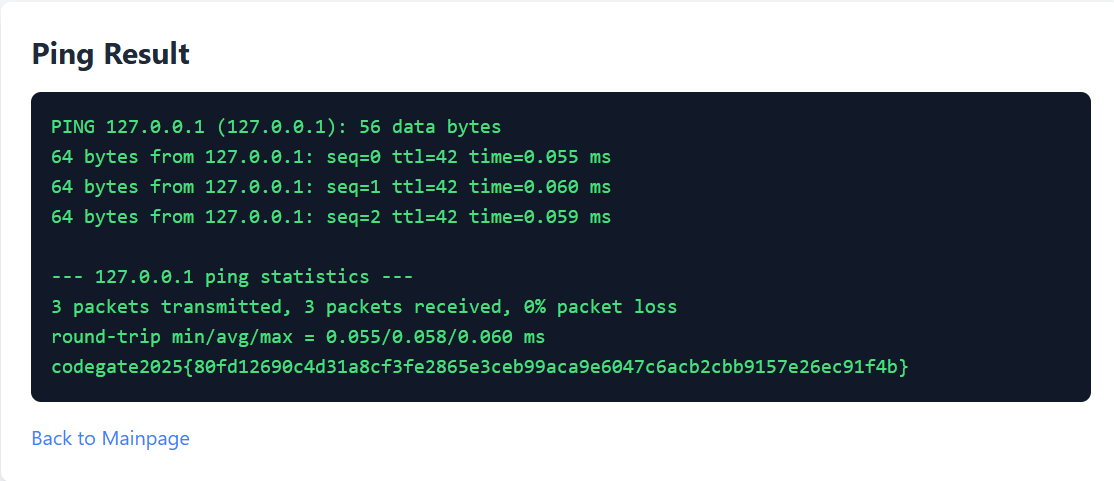 Ping Result
PING 127.0.0.1 (127.0.0.1): 56 data bytes
64 bytes from 127.0.0.1: seq=0 ttl=42 time=0.055 ms
64 bytes from 127.0.0.1: seq=1 ttl=42 time=0.060 ms
64 bytes from 127.0.0.1: seq=2 ttl=42 time=0.059 ms
--- 127.0.0.1 ping statistics ---
3 packets transmitted, 3 packets received, 0% packet loss
round-trip min/avg/max = 0.055/0.058/0.060 ms
codegate2025{80fd12690c4d31a8cf3fe2865e3ceb99aca9e6047c6acb2cbb9157e26ec91f4b}
Back to Mainpage